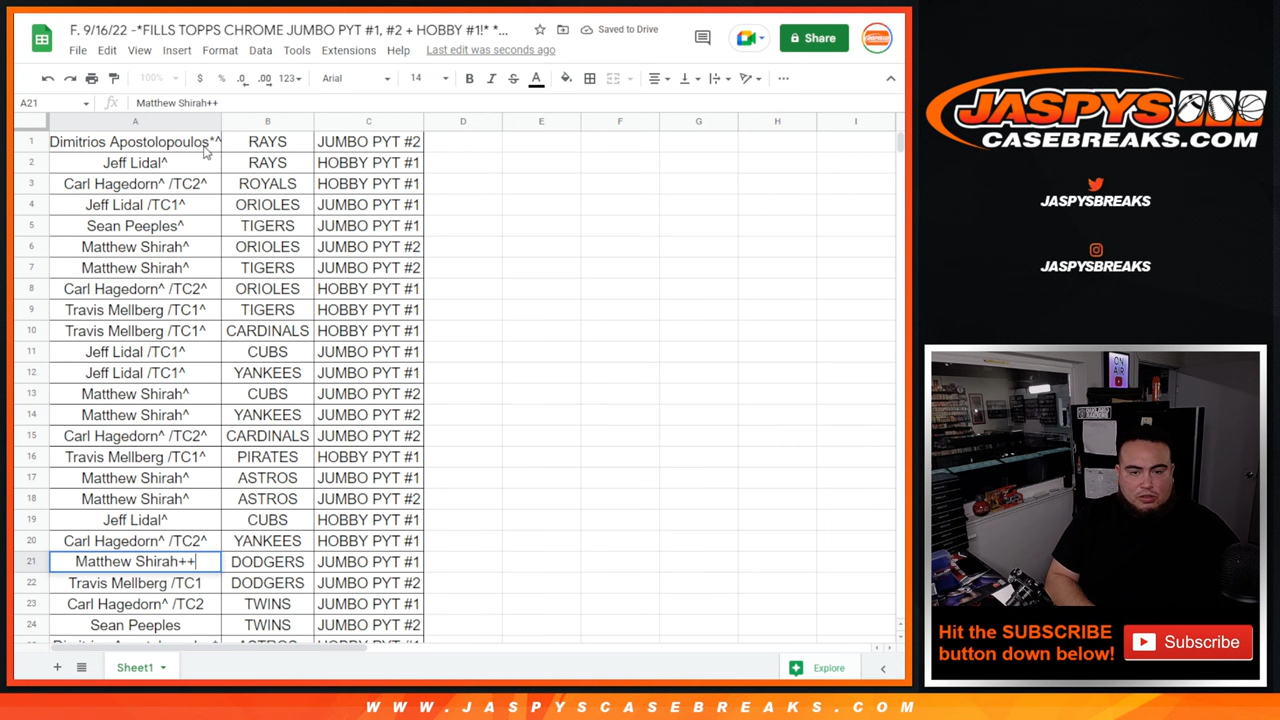 F. 9/16/22 -*FILLS TOPPS CHROME JUMBO PYT #1, #2 + HOBBY #1!* *...
Saved to Drive
File Edit View Insert Format Data Tools Extensions Help Last edit was seconds ago
Share
100% $ % .0 .00 123 Arial 14 B I S A
A21 fx Matthew Shirah++
A B C D E F G H I
1 Dimitrios Apostolopoulos*^ RAYS JUMBO PYT #2
2 Jeff Lidal^ RAYS HOBBY PYT #1
3 Carl Hagedorn^ /TC2^ ROYALS HOBBY PYT #1
4 Jeff Lidal /TC1^ ORIOLES JUMBO PYT #1
5 Sean Peeples^ TIGERS JUMBO PYT #1
6 Matthew Shirah^ ORIOLES JUMBO PYT #2
7 Matthew Shirah^ TIGERS JUMBO PYT #2
8 Carl Hagedorn^ /TC2^ ORIOLES HOBBY PYT #1
9 Travis Mellberg /TC1^ TIGERS HOBBY PYT #1
10 Travis Mellberg /TC1^ CARDINALS HOBBY PYT #1
11 Jeff Lidal /TC1^ CUBS JUMBO PYT #1
12 Jeff Lidal /TC1^ YANKEES JUMBO PYT #1
13 Matthew Shirah^ CUBS JUMBO PYT #2
14 Matthew Shirah^ YANKEES JUMBO PYT #2
15 Carl Hagedorn^ /TC2^ CARDINALS JUMBO PYT #2
16 Travis Mellberg /TC1^ PIRATES HOBBY PYT #1
17 Matthew Shirah^ ASTROS JUMBO PYT #1
18 Matthew Shirah^ ASTROS JUMBO PYT #2
19 Jeff Lidal^ CUBS HOBBY PYT #1
20 Carl Hagedorn^ /TC2^ YANKEES HOBBY PYT #1
21 Matthew Shirah++ DODGERS JUMBO PYT #1
22 Travis Mellberg /TC1 DODGERS JUMBO PYT #2
23 Carl Hagedorn^ /TC2 TWINS JUMBO PYT #1
24 Sean Peeples TWINS JUMBO PYT #2
Sheet1
Explore
JASPYS
CASEBREAKS.COM
JASPYSBREAKS
JASPYSBREAKS
ON
AIR
Hit the SUBSCRIBE
button down below!
Subscribe
WWW.JASPYSCASEBREAKS.COM